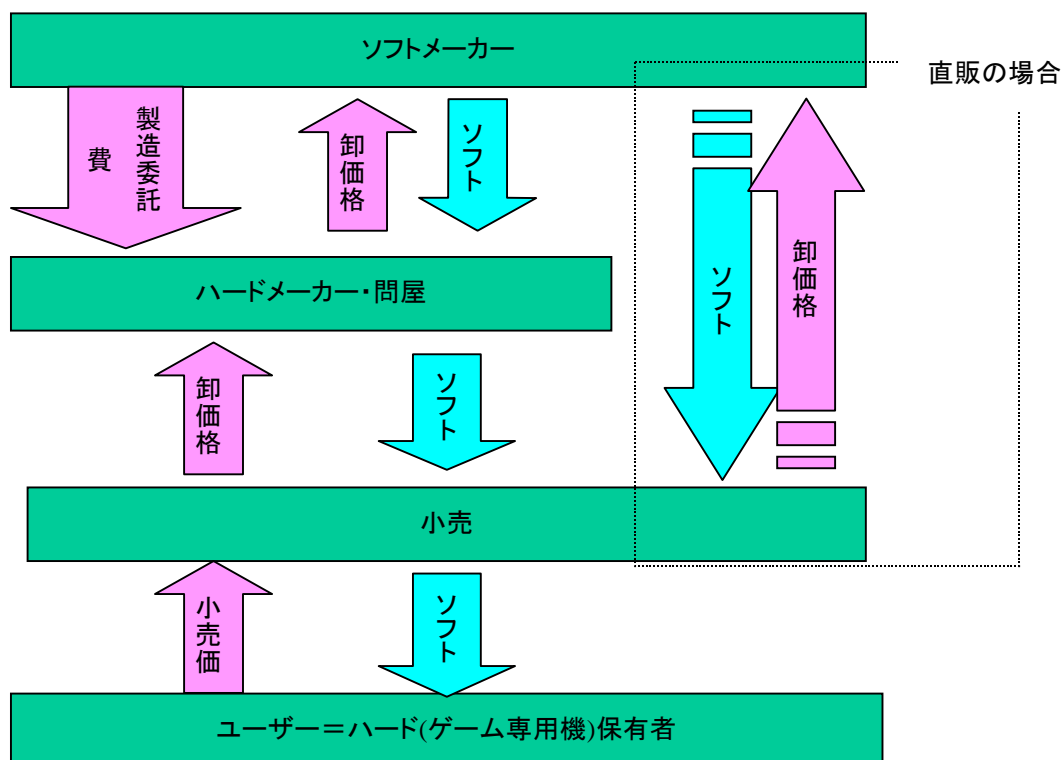 ソフトメーカー
直販の場合
製造委託
費
卸価格
ソフト
ソフト
卸価格
ハードメーカー・問屋
卸価格
ソフト
小売
小売価
ソフト
ユーザー＝ハード(ゲーム専用機)保有者